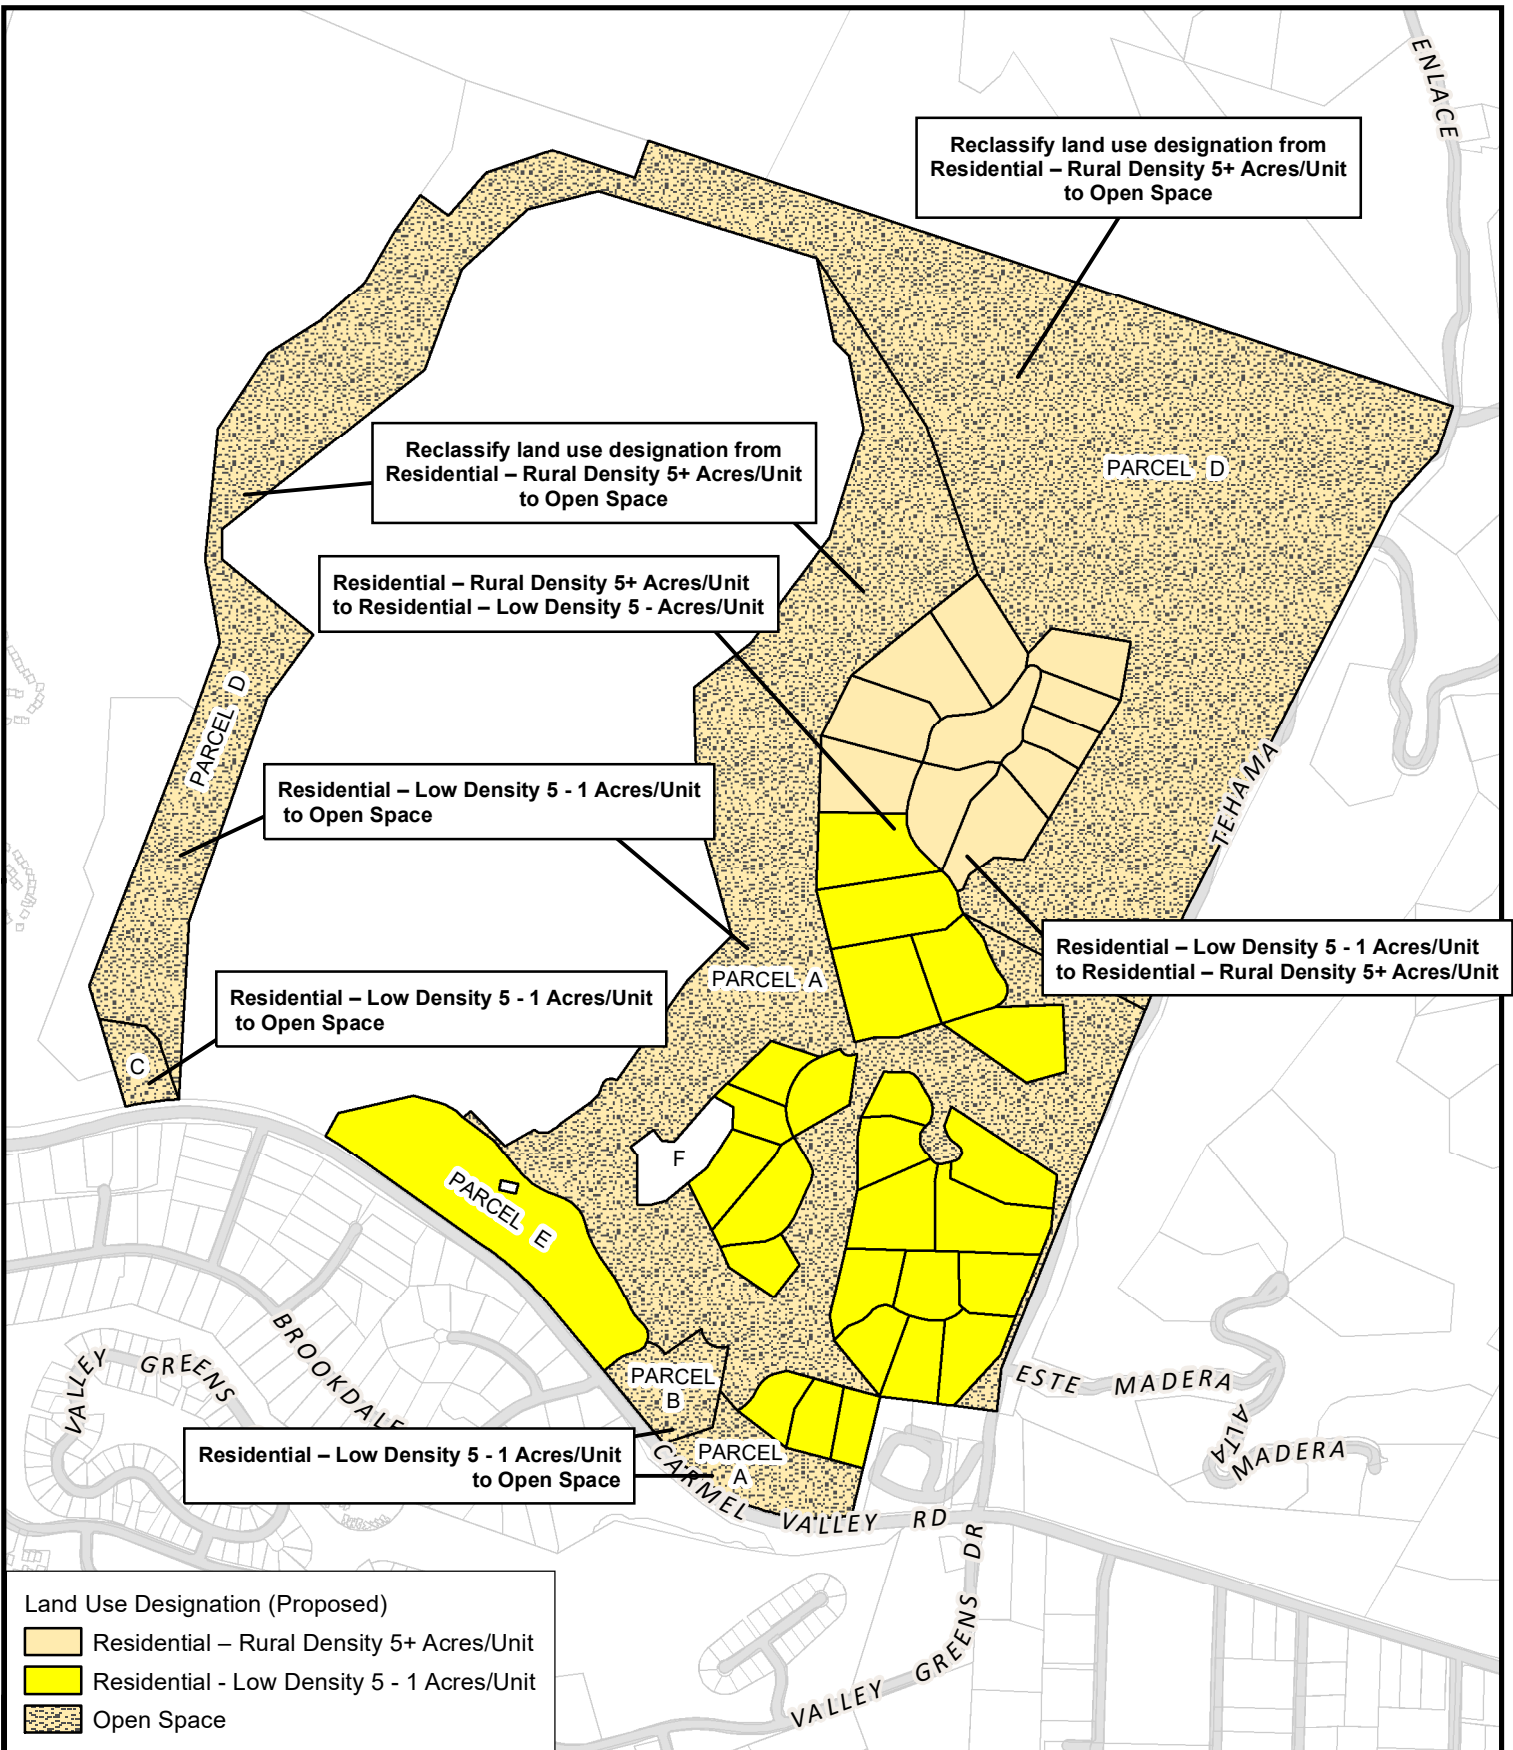 ENLACE
Reclassify land use designation from
Residential – Rural Density 5+ Acres/Unit
to Open Space
Reclassify land use designation from
Residential – Rural Density 5+ Acres/Unit
to Open Space
PARCEL D
Residential – Rural Density 5+ Acres/Unit
to Residential – Low Density 5 - Acres/Unit
PARCEL D
TEHAMA
Residential – Low Density 5 - 1 Acres/Unit
to Open Space
Residential – Low Density 5 - 1 Acres/Unit
to Residential – Rural Density 5+ Acres/Unit
PARCEL A
Residential – Low Density 5 - 1 Acres/Unit
to Open Space
C
F
PARCEL E
BROOKDALE
VALLEY GREENS
PARCEL
B
ESTE MADERA
ALTA
MADERA
Residential – Low Density 5 - 1 Acres/Unit
to Open Space
PARCEL
A
CARMEL VALLEY RD
VALLEY GREENS DR
Land Use Designation (Proposed)
Residential – Rural Density 5+ Acres/Unit
Residential - Low Density 5 - 1 Acres/Unit
Open Space